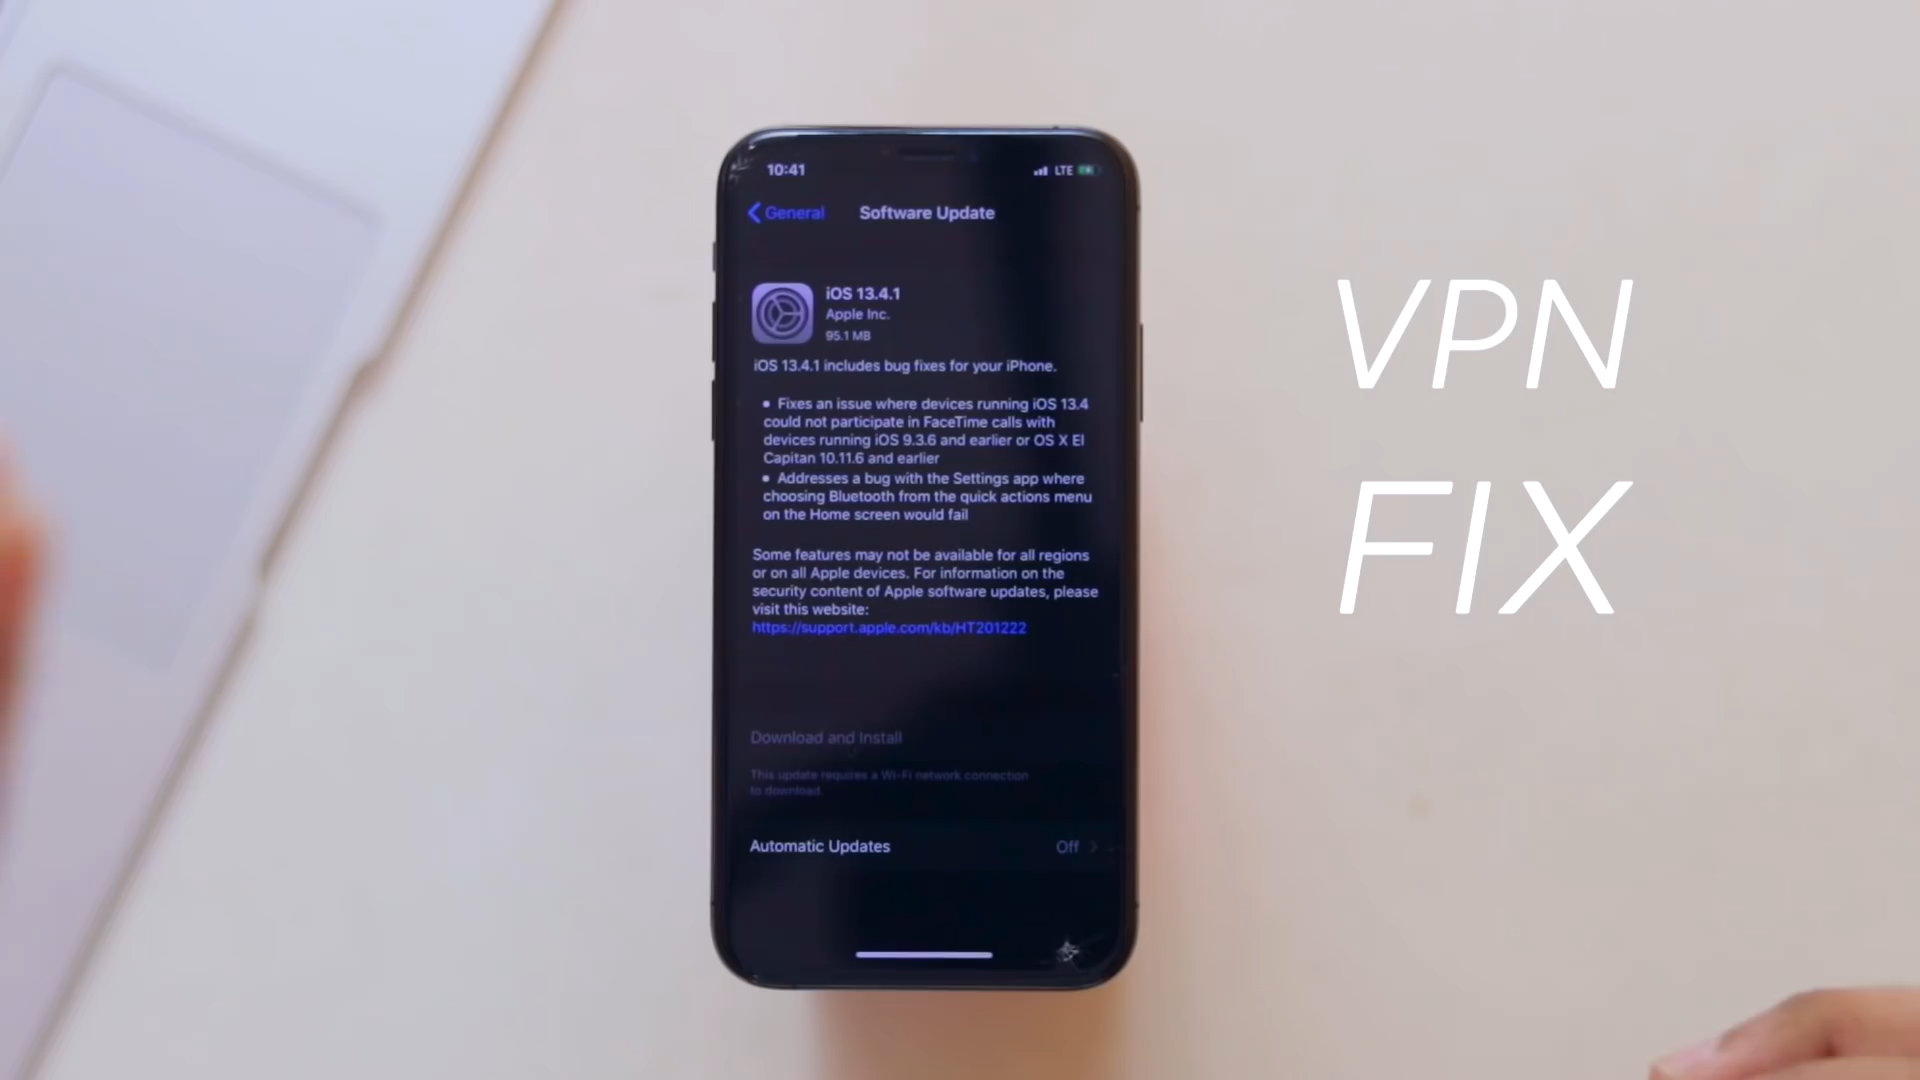 10:41
LTE
General
Software Update
iOS 13.4.1
Apple Inc.
95.1 MB
iOS 13.4.1 includes bug fixes for your iPhone.
• Fixes an issue where devices running iOS 13.4
could not participate in FaceTime calls with
devices running iOS 9.3.6 and earlier or OS X El
Capitan 10.11.6 and earlier
• Addresses a bug with the Settings app where
choosing Bluetooth from the quick actions menu
on the Home screen would fail
Some features may not be available for all regions
or on all Apple devices. For information on the
security content of Apple software updates, please
visit this website:
https://support.apple.com/kb/HT201222
Download and Install
This update requires a Wi-Fi network connection
to download.
Automatic Updates
Off
VPN
FIX